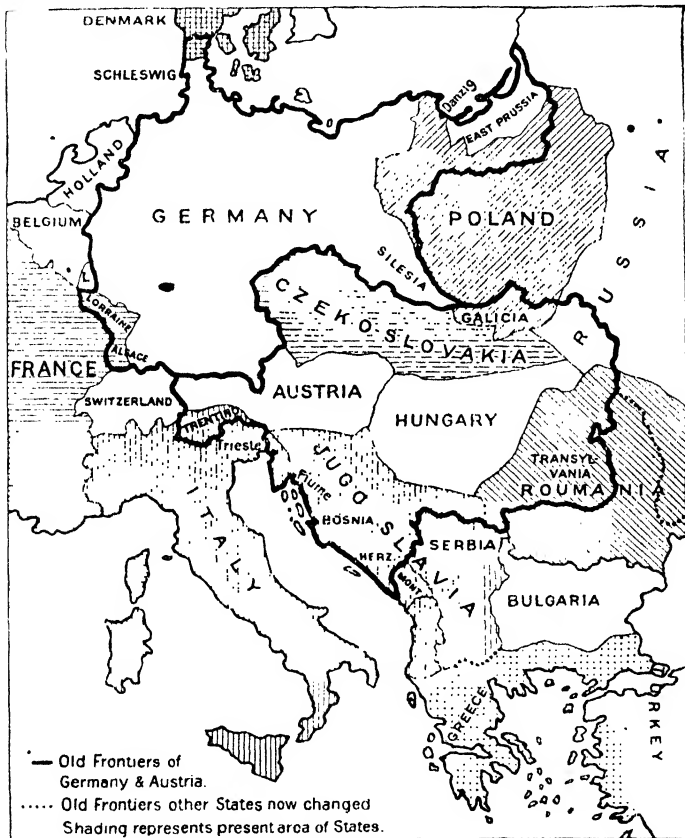 DENMARK
SCHLESWIG
HOLLAND
BELGIUM
L
LORRAINE
ALSACE
FRANCE
SWITZERLAND
GERMANY
Danzig
EAST PRUSSIA
POLAND
RUSSIA
SILESIA
GALICIA
CZEKOSLOVAKIA
AUSTRIA
HUNGARY
TRENTINO
Trieste
Fiume
ITALY
JUGO SLAVIA
BOSNIA
HERZ.
MONT
SERBIA
TRANSYL-
VANIA
ROUMANIA
BULGARIA
GREECE
TURKEY
Old Frontiers of
Germany & Austria.
..... Old Frontiers other States now changed
Shading represents present area of States.